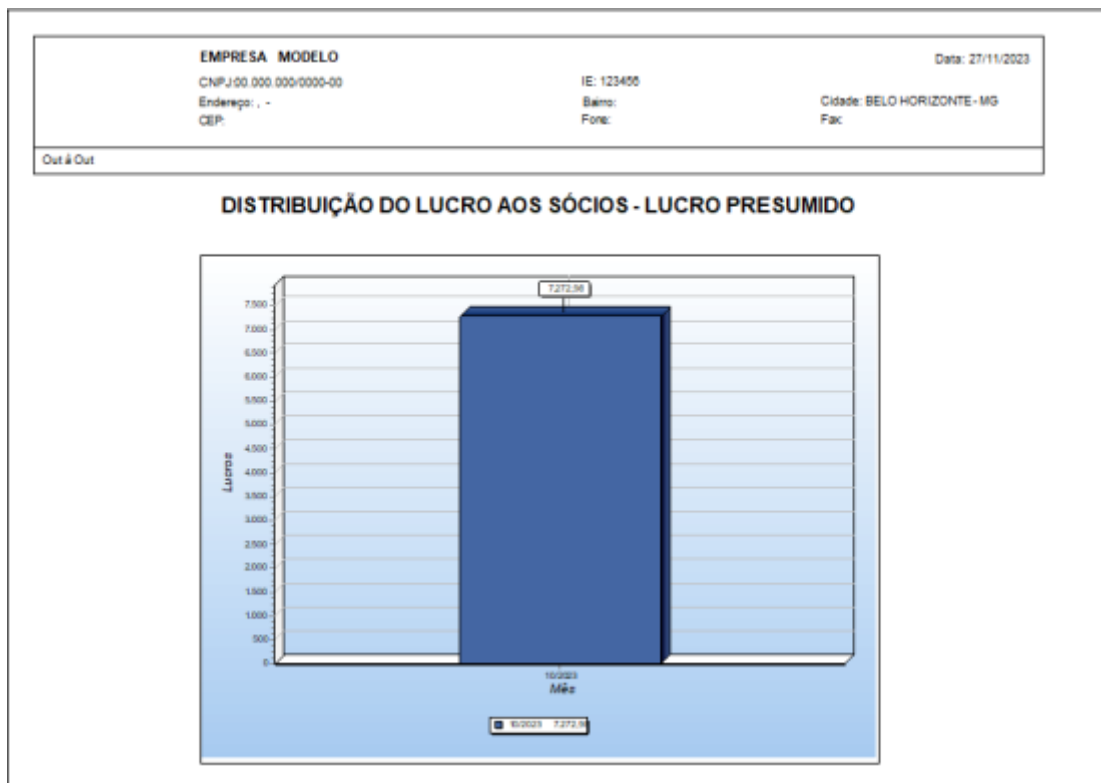 EMPRESA MODELO
Data: 27/11/2023
CNPJ:00.000.000/0000-00
IE: 123456
Endereço: , -
Bairro:
Cidade: BELO HORIZONTE - MG
CEP:
Fone:
Fax:
Out á Out
DISTRIBUIÇÃO DO LUCRO AOS SÓCIOS - LUCRO PRESUMIDO
7.272,98
7.500
7.000
6.500
6.000
5.500
5.000
4.500
4.000
3.500
3.000
2.500
2.000
1.500
1.000
500
0
Lucros
10/2023
Mês
10/2023 7.272,98